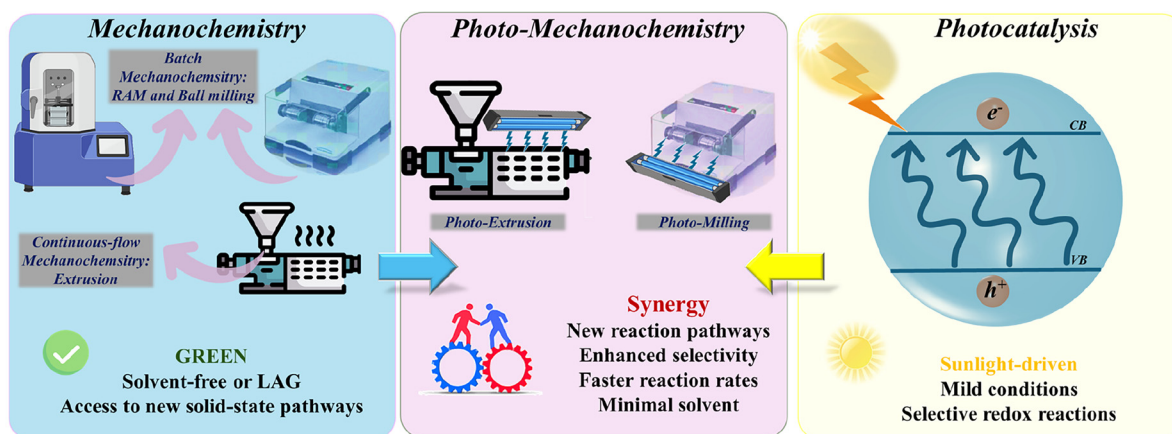 Mechanochemistry
Batch
Mechanochemsitry:
RAM and Ball milling
Continuous-flow
Mechanochemsitry:
Extrusion
GREEN
Solvent-free or LAG
Access to new solid-state pathways
Photo-Mechanochemistry
Photo-Extrusion
Photo-Milling
Synergy
New reaction pathways
Enhanced selectivity
Faster reaction rates
Minimal solvent
Photocatalysis
e-
CB
VB
h+
Sunlight-driven
Mild conditions
Selective redox reactions